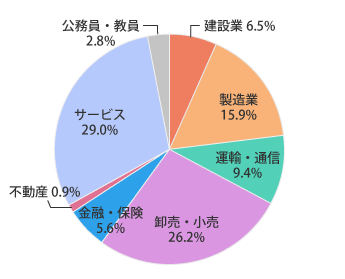 公務員・教員
2.8%
建設業 6.5%
製造業
15.9%
運輸・通信
9.4%
卸売・小売
26.2%
金融・保険
5.6%
不動産 0.9%
サービス
29.0%